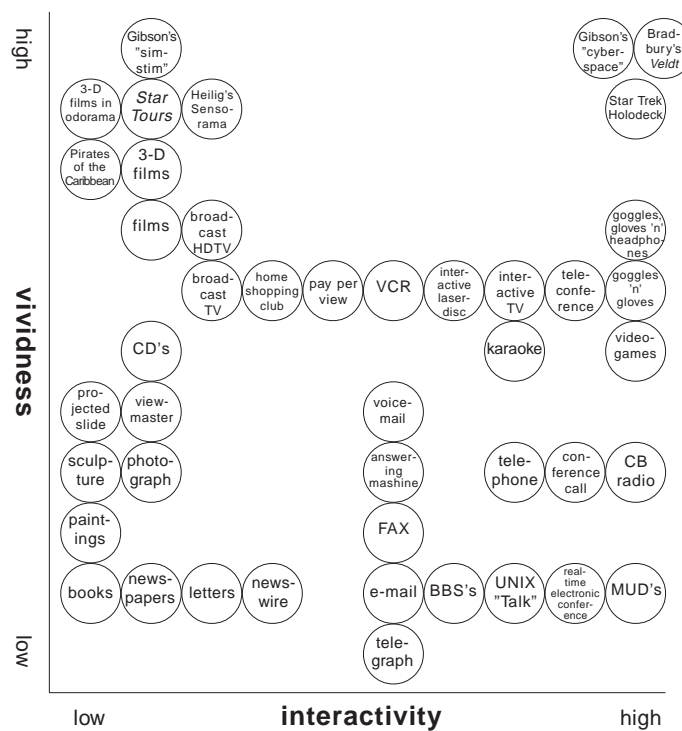 high
Gibson's
"sim-
stim"
Gibson's
"cyber-
space"
Brad-
bury's
Veldt
3-D
films in
odorama
Star
Tours
Heilig's
Senso-
rama
Star Trek
Holodeck
Pirates
of the
Caribbean
3-D
films
films
broad-
cast
HDTV
goggles,
gloves 'n'
headpho-
nes
broad-
cast
TV
home
shopping
club
pay per
view
VCR
inter-
active
laser-
disc
inter-
active
TV
tele-
confe-
rence
goggles
'n'
gloves
vividness
CD's
karaoke
video-
games
pro-
jected
slide
view-
master
voice-
mail
sculp-
ture
photo-
graph
answer-
ing
mashine
tele-
phone
con-
ference
call
CB
radio
paint-
ings
FAX
books
news-
papers
letters
news-
wire
e-mail
BBS's
UNIX
"Talk"
real-
time
electronic
confer-
ence
MUD's
low
tele-
graph
low
interactivity
high